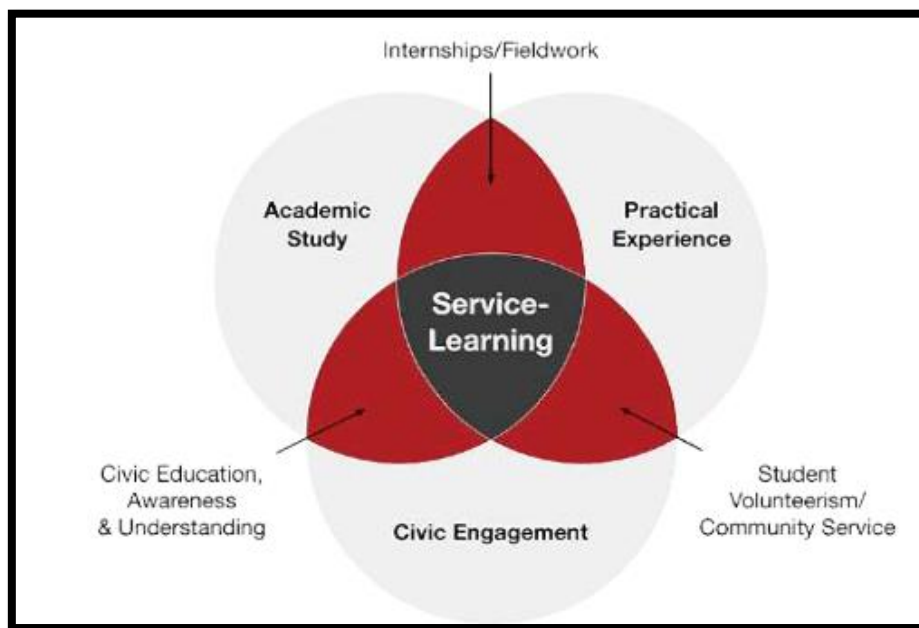 Internships/Fieldwork
Academic
Study
Practical
Experience
Service-
Learning
Civic Education,
Awareness
& Understanding
Civic Engagement
Student
Volunteerism/
Community Service